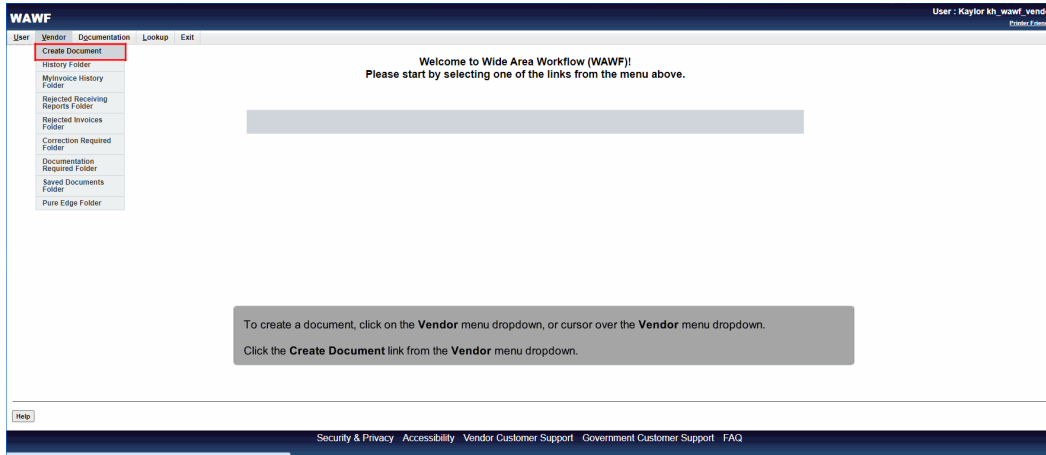 WAWF
User : Kaylor kh_wawf_vend
Printer Frien
User Vendor Documentation Lookup Exit
Create Document
History Folder
MyInvoice History
Folder
Rejected Receiving
Reports Folder
Rejected Invoices
Folder
Correction Required
Folder
Documentation
Required Folder
Saved Documents
Folder
Pure Edge Folder
Welcome to Wide Area Workflow (WAWF)!
Please start by selecting one of the links from the menu above.
To create a document, click on the Vendor menu dropdown, or cursor over the Vendor menu dropdown.
Click the Create Document link from the Vendor menu dropdown.
Help
Security & Privacy Accessibility Vendor Customer Support Government Customer Support FAQ